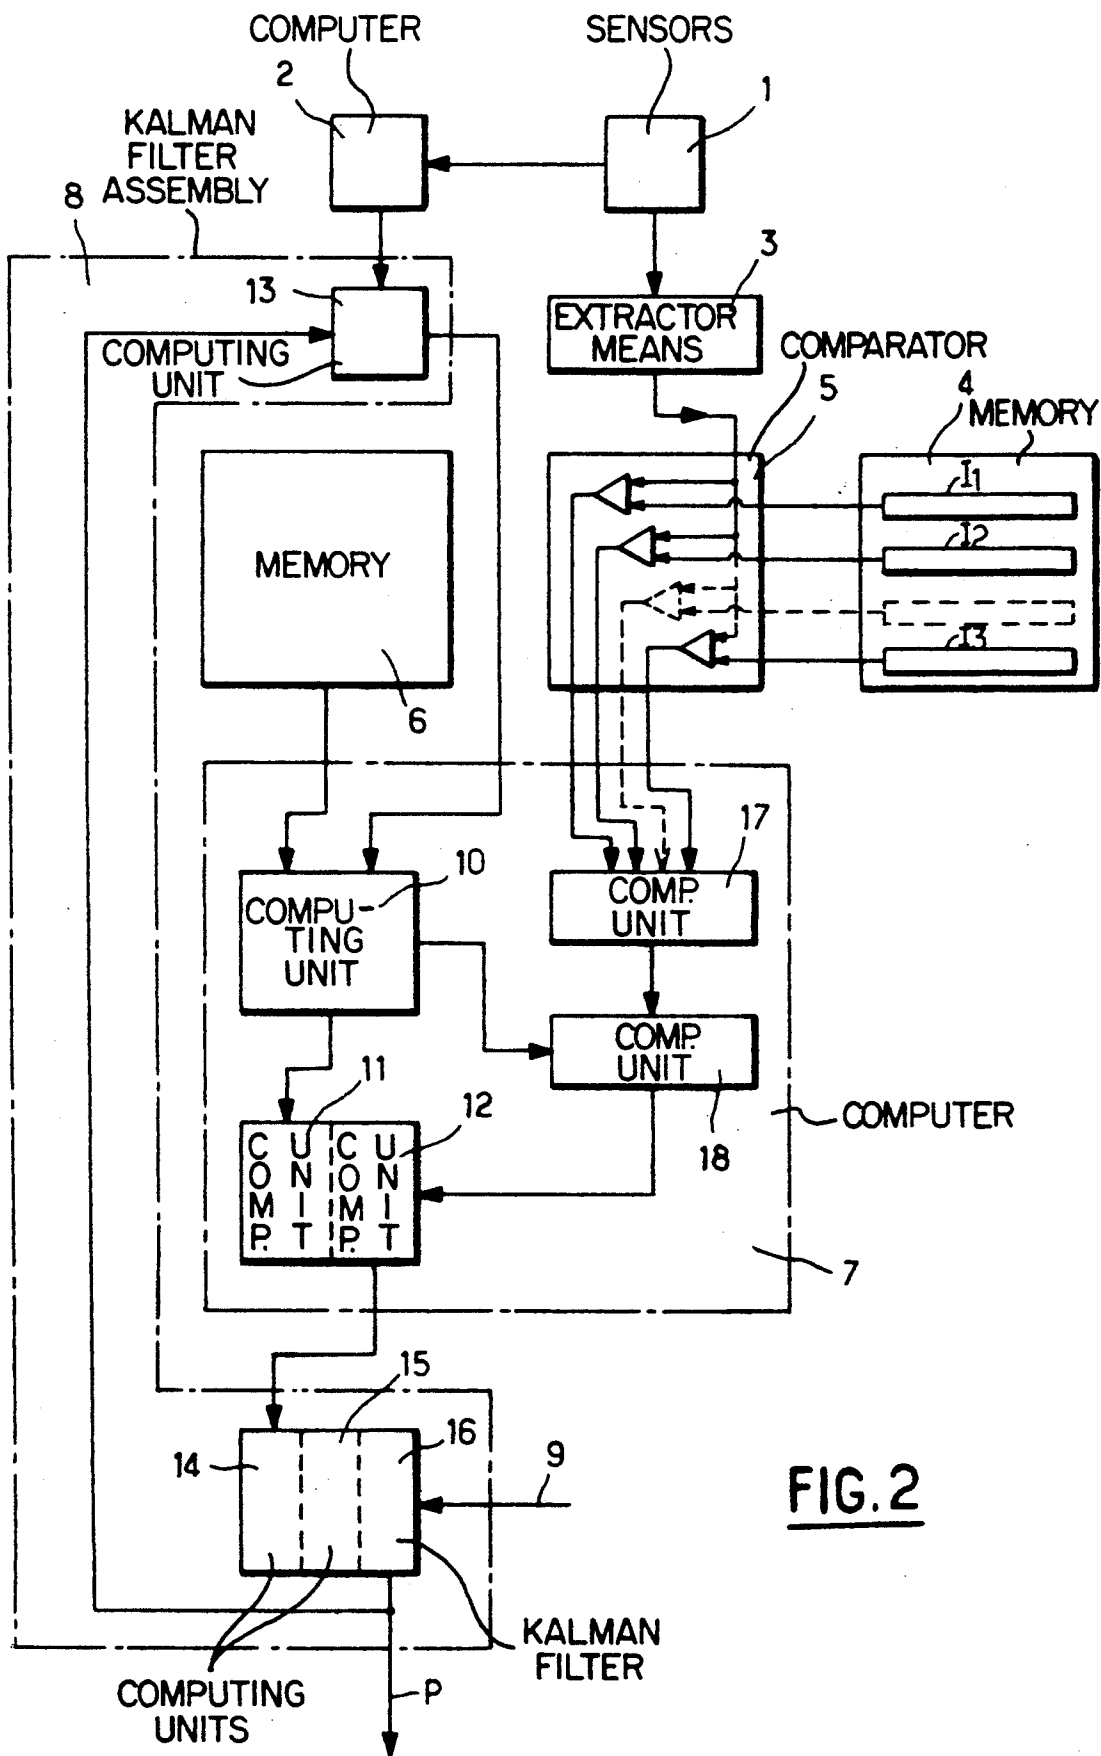 COMPUTER
SENSORS
2
1
KALMAN
FILTER
ASSEMBLY
8
3
13
EXTRACTOR
MEANS
COMPUTING
UNIT
COMPARATOR
5
4
MEMORY
I1
I2
I3
MEMORY
6
17
10
COMP.
UNIT
COMPU-
TING
UNIT
COMP.
UNIT
18
11
12
COMP.
UNIT
COMP.
UNIT
COMPUTER
7
15
14
16
9
FIG. 2
KALMAN
FILTER
COMPUTING
UNITS
P